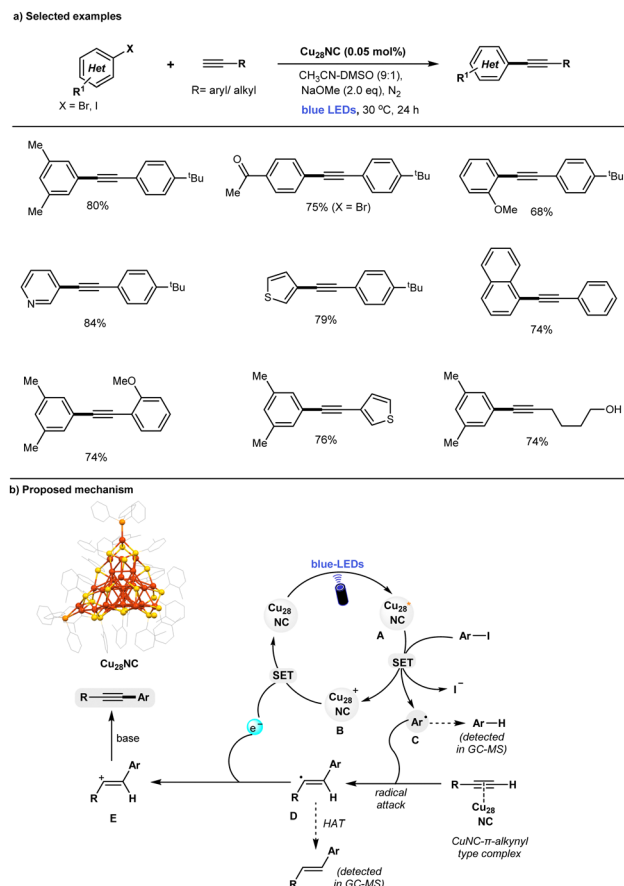 a) Selected examples
X
Het
R¹
X = Br, I
+
R
R= aryl/ alkyl
Cu₂₈NC (0.05 mol%)
CH₃CN-DMSO (9:1),
NaOMe (2.0 eq), N₂
blue LEDs, 30 °C, 24 h
Het
R¹
R
Me
Me
ᵗBu
80%
O
Me
ᵗBu
75% (X = Br)
OMe
ᵗBu
68%
N
ᵗBu
84%
S
ᵗBu
79%
74%
Me
Me
MeO
74%
Me
Me
S
76%
Me
Me
OH
74%
b) Proposed mechanism
Cu₂₈NC
blue-LEDs
Cu₂₈
NC
Cu₂₈*
NC
A
Ar–I
SET
I⁻
SET
Cu₂₈⁺
NC
B
Ar•
C
Ar–H
(detected
in GC-MS)
e⁻
R
Ar
base
+
Ar
R
H
E
•
Ar
R
H
D
radical
attack
R
H
Cu₂₈
NC
CuNC-π-alkynyl
type complex
HAT
Ar
R
(detected
in GC-MS)